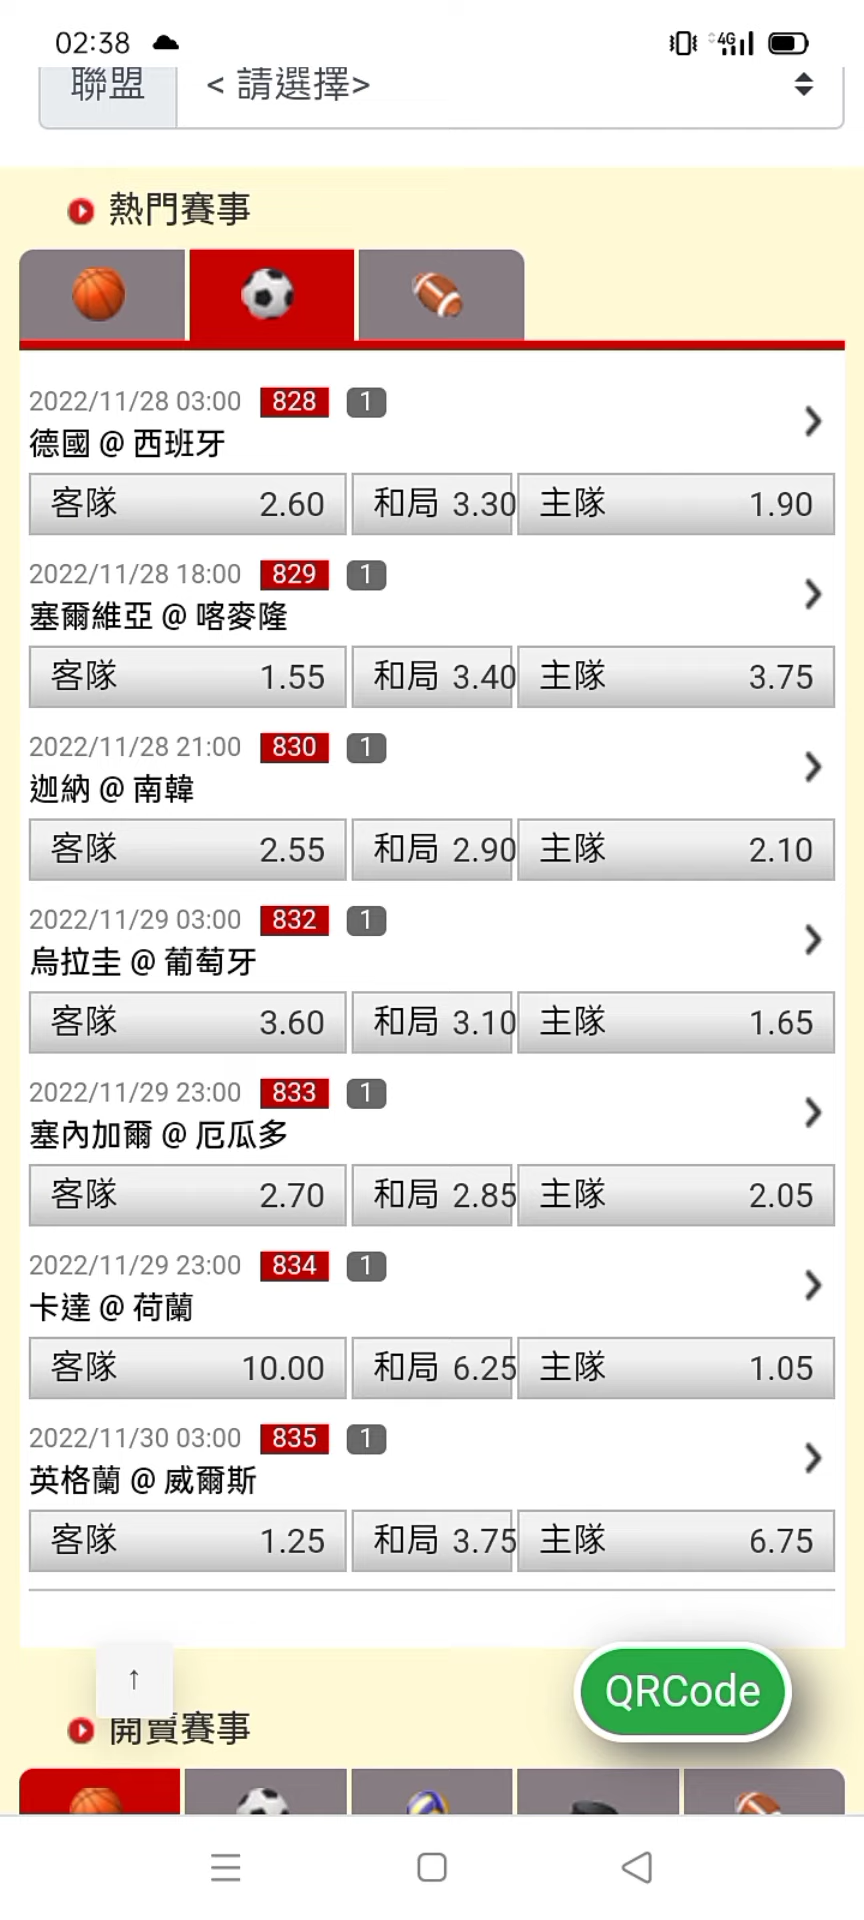 02:38 4G
聯盟 < 請選擇>
熱門賽事
2022/11/28 03:00 828 1
德國 @ 西班牙
客隊 2.60 和局 3.30 主隊 1.90
2022/11/28 18:00 829 1
塞爾維亞 @ 喀麥隆
客隊 1.55 和局 3.40 主隊 3.75
2022/11/28 21:00 830 1
迦納 @ 南韓
客隊 2.55 和局 2.90 主隊 2.10
2022/11/29 03:00 832 1
烏拉圭 @ 葡萄牙
客隊 3.60 和局 3.10 主隊 1.65
2022/11/29 23:00 833 1
塞內加爾 @ 厄瓜多
客隊 2.70 和局 2.85 主隊 2.05
2022/11/29 23:00 834 1
卡達 @ 荷蘭
客隊 10.00 和局 6.25 主隊 1.05
2022/11/30 03:00 835 1
英格蘭 @ 威爾斯
客隊 1.25 和局 3.75 主隊 6.75
↑
QRCode
開賣賽事